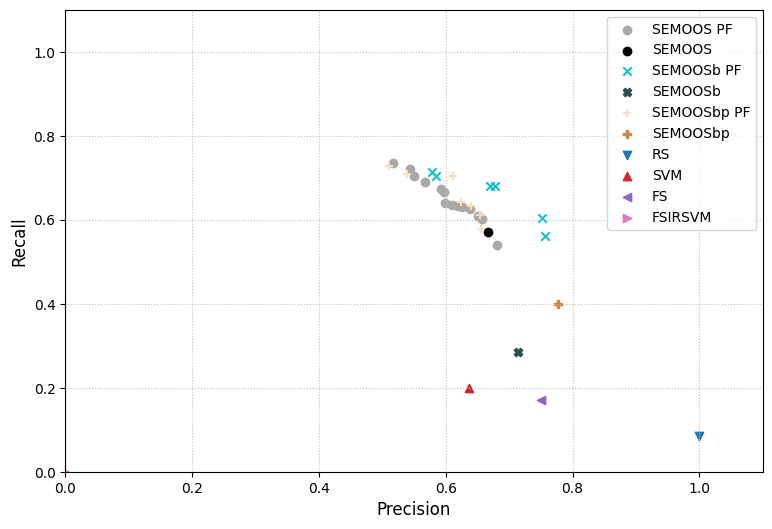 SEMOOS PF
SEMOOS
SEMOOSb PF
SEMOOSb
SEMOOSbp PF
SEMOOSbp
RS
SVM
FS
FSIRSVM
1.0
0.8
0.6
0.4
0.2
0.0
Recall
0.0 0.2 0.4 0.6 0.8 1.0
Precision